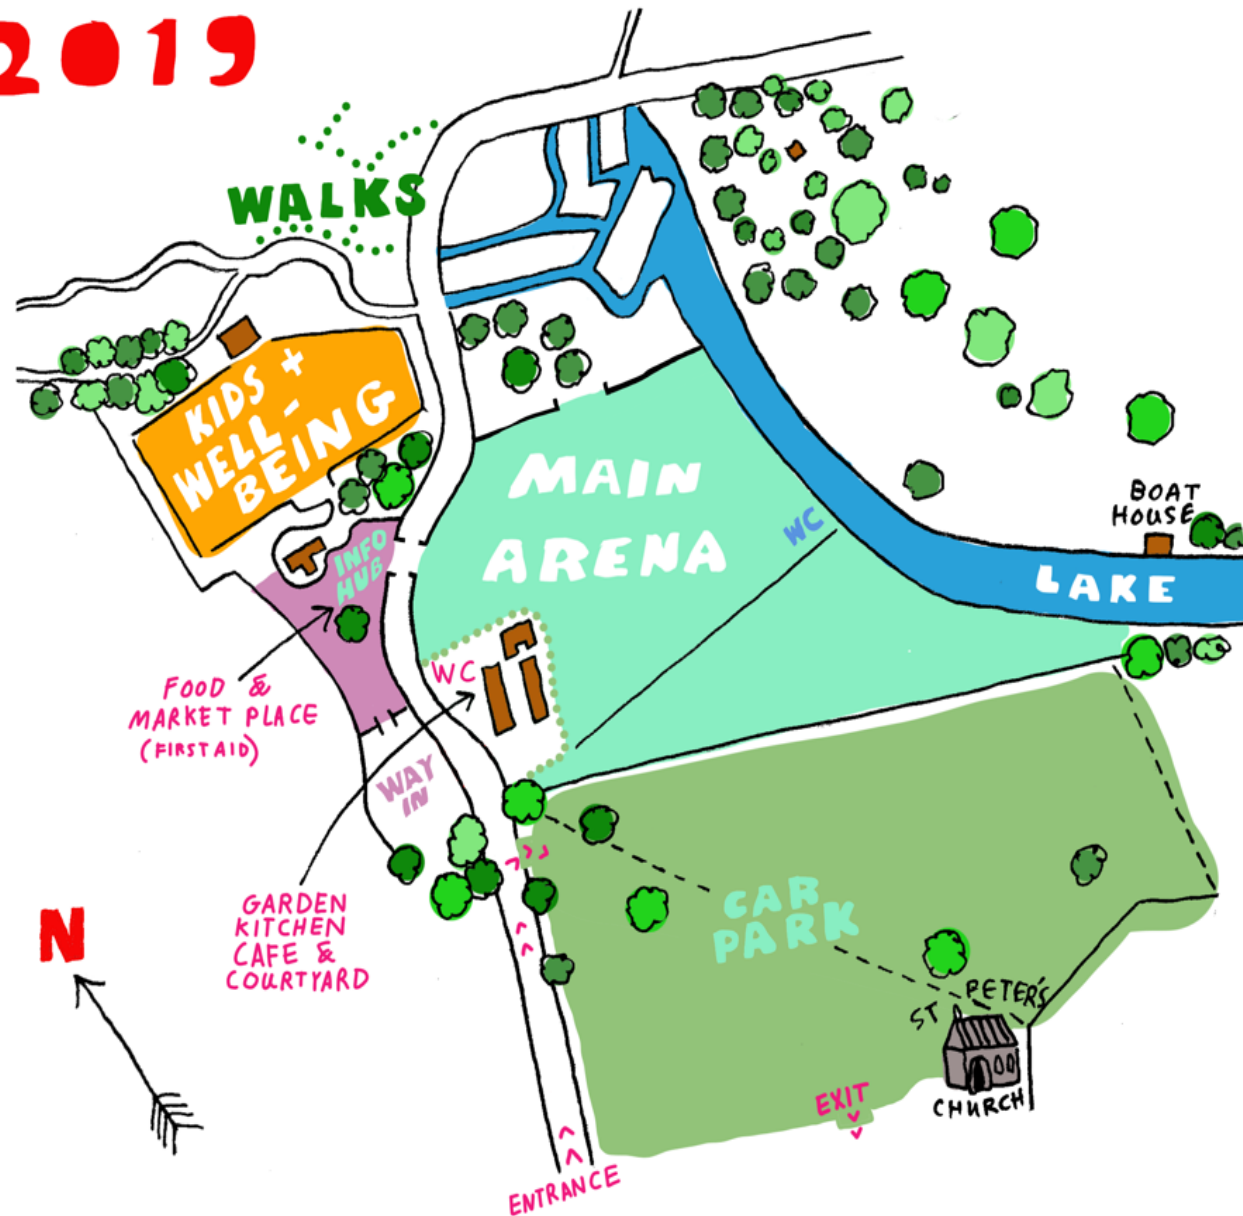 2019
WALKS
KIDS +
WELL-
BEING
MAIN
ARENA
WC
BOAT
HOUSE
LAKE
INFO
HUB
WC
FOOD &
MARKET PLACE
(FIRST AID)
WAY
IN
GARDEN
KITCHEN
CAFE &
COURTYARD
CAR
PARK
N
ST PETER'S
CHURCH
EXIT
ENTRANCE